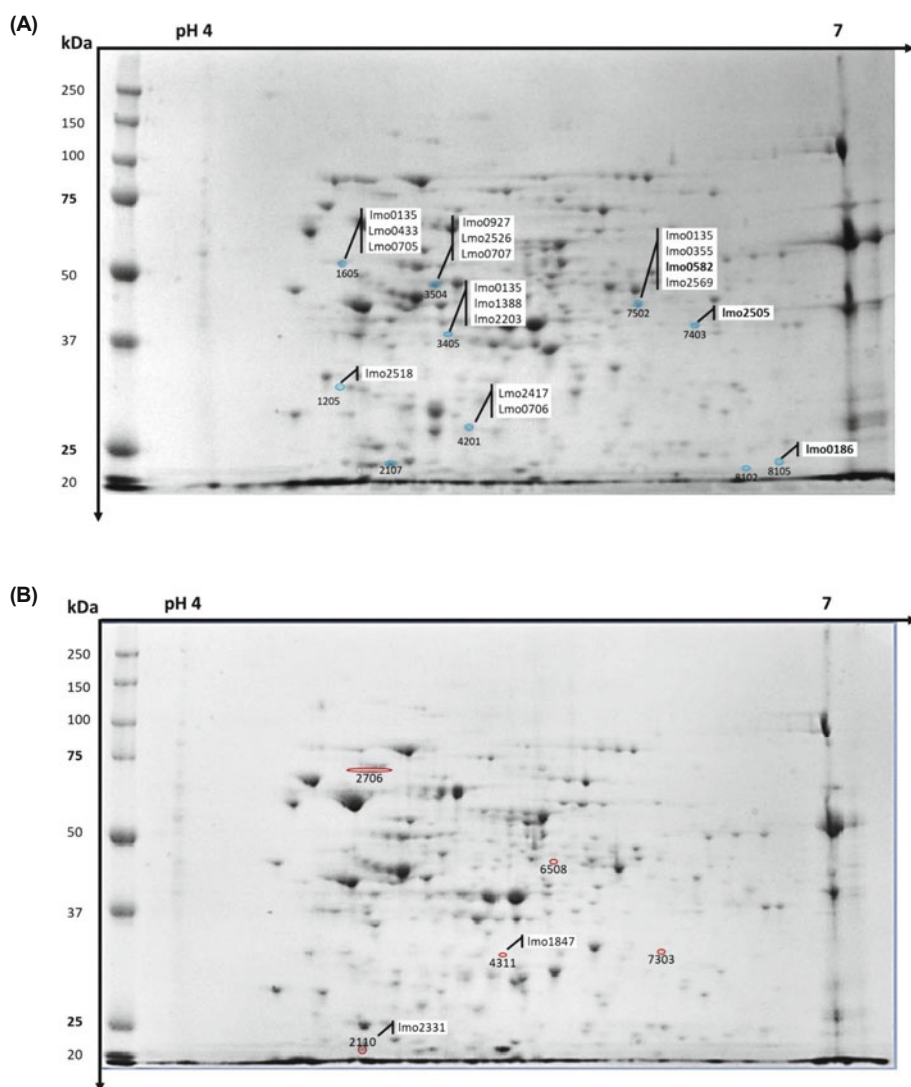 (A)
kDa
pH 4
7
250
150
100
75
50
37
25
20
lmo0135
Lmo0433
Lmo0705
1605
lmo0927
Lmo2526
Lmo0707
3504
lmo0135
lmo1388
lmo2203
3405
lmo0135
lmo0355
lmo0582
lmo2569
7502
lmo2505
7403
lmo2518
1205
Lmo2417
Lmo0706
4201
2107
lmo0186
8102
8105
(B)
kDa
pH 4
7
250
150
100
75
50
37
25
20
2706
6508
lmo1847
4311
7303
lmo2331
2110